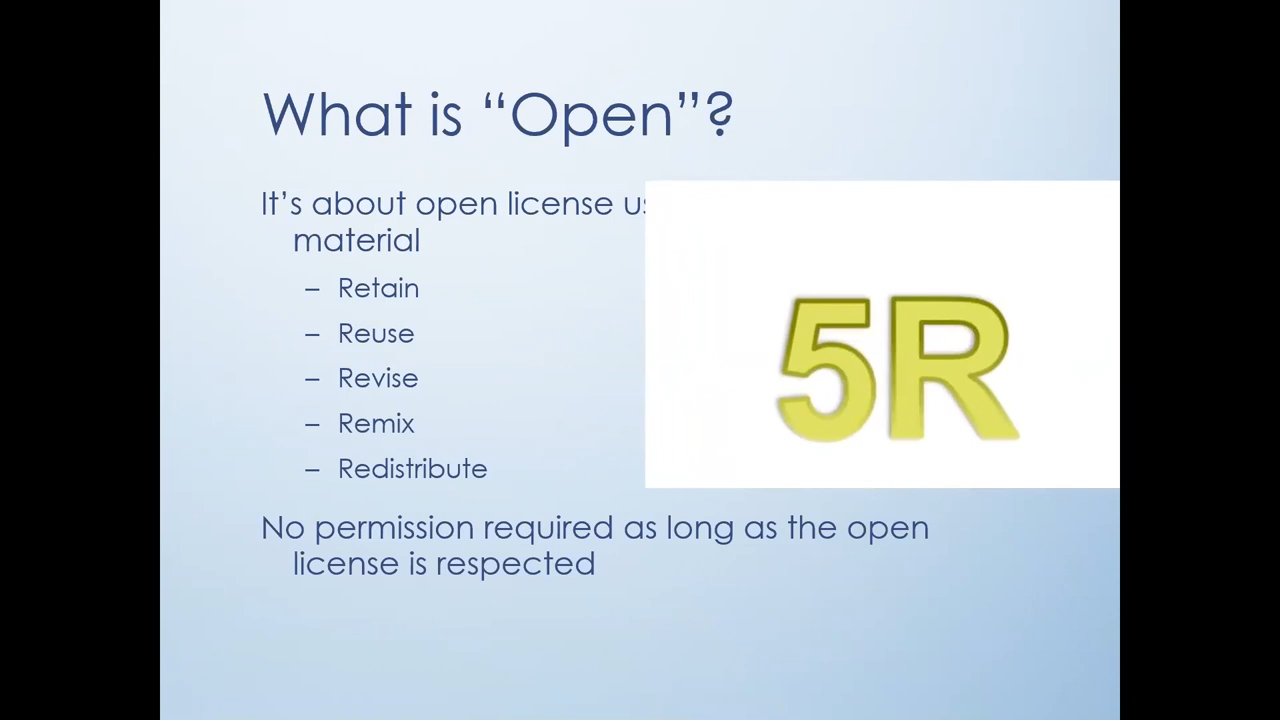 What is “Open”?
It’s about open license
material
– Retain
– Reuse
– Revise
– Remix
– Redistribute
5R
No permission required as long as the open
license is respected